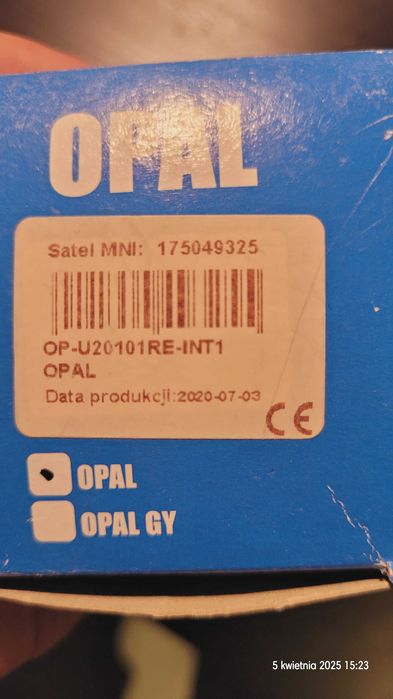 OPAL
Satel MNI: 175049325
OP-U20101RE-INT1
OPAL
Data produkcji:2020-07-03
CE
OPAL
OPAL GY
5 kwietnia 2025 15:23